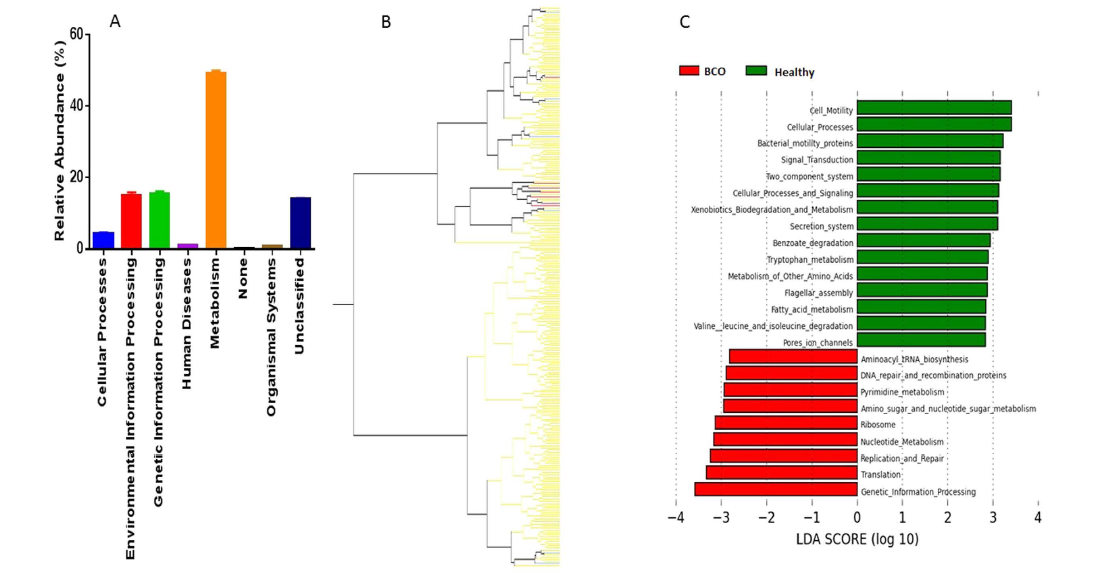 A
B
C
60
40
20
0
Relative Abundance (%)
Cellular Processes
Environmental Information Processing
Genetic Information Processing
Human Diseases
Metabolism
None
Organismal Systems
Unclassified
BCO
Healthy
Cell_Motility
Cellular_Processes
Bacterial_motility_proteins
Signal_Transduction
Two_component_system
Cellular_Processes_and_Signaling
Xenobiotics_Biodegradation_and_Metabolism
Secretion_system
Benzoate_degradation
Tryptophan_metabolism
Metabolism_of_Other_Amino_Acids
Flagellar_assembly
Fatty_acid_metabolism
Valine__leucine_and_isoleucine_degradation
Pores_ion_channels
Aminoacyl_tRNA_biosynthesis
DNA_repair_and_recombination_proteins
Pyrimidine_metabolism
Amino_sugar_and_nucleotide_sugar_metabolism
Ribosome
Nucleotide_Metabolism
Replication_and_Repair
Translation
Genetic_Information_Processing
−4 −3 −2 −1 0 1 2 3 4
LDA SCORE (log 10)